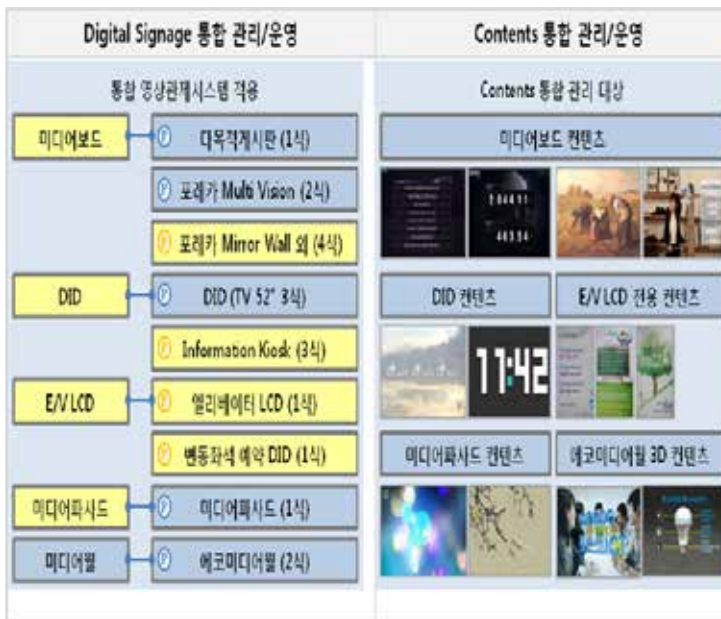 Digital Signage 통합 관리/운영
통합 영상관제시스템 적용
미디어보드
대목적게시판 (1식)
포레카 Multi Vision (2식)
포레카 Mirror Wall 외 (4식)
DID
DID (TV 52" 3식)
Information Kiosk (3식)
E/V LCD
엘리베이터 LCD (1식)
변동좌석 예약 DID (1식)
미디어파사드
미디어파사드 (1식)
미디어월
에코미디어월 (2식)
Contents 통합 관리/운영
Contents 통합 관리 대상
미디어보드 컨텐츠
DID 컨텐츠
E/V LCD 전용 컨텐츠
11:42
미디어파사드 컨텐츠
에코미디어월 3D 컨텐츠